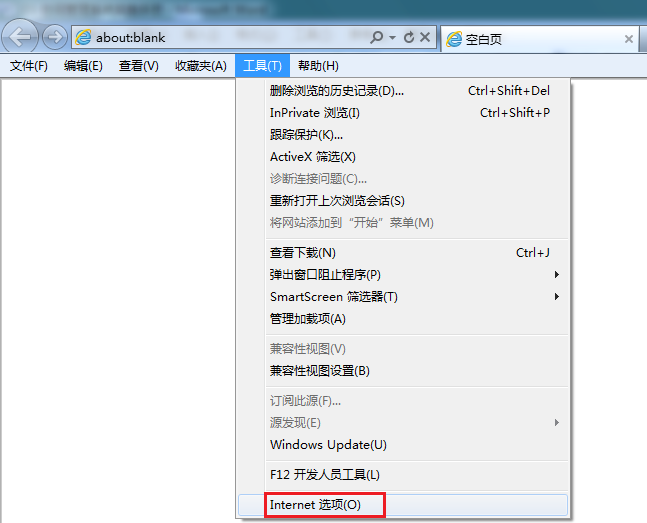 about:blank
空白页
文件(F) 编辑(E) 查看(V) 收藏夹(A) 工具(T) 帮助(H)
删除浏览的历史记录(D)... Ctrl+Shift+Del
InPrivate 浏览(I) Ctrl+Shift+P
跟踪保护(K)...
ActiveX 筛选(X)
诊断连接问题(C)...
重新打开上次浏览会话(S)
将网站添加到“开始”菜单(M)
查看下载(N) Ctrl+J
弹出窗口阻止程序(P)
SmartScreen 筛选器(T)
管理加载项(A)
兼容性视图(V)
兼容性视图设置(B)
订阅此源(F)...
源发现(E)
Windows Update(U)
F12 开发人员工具(L)
Internet 选项(O)